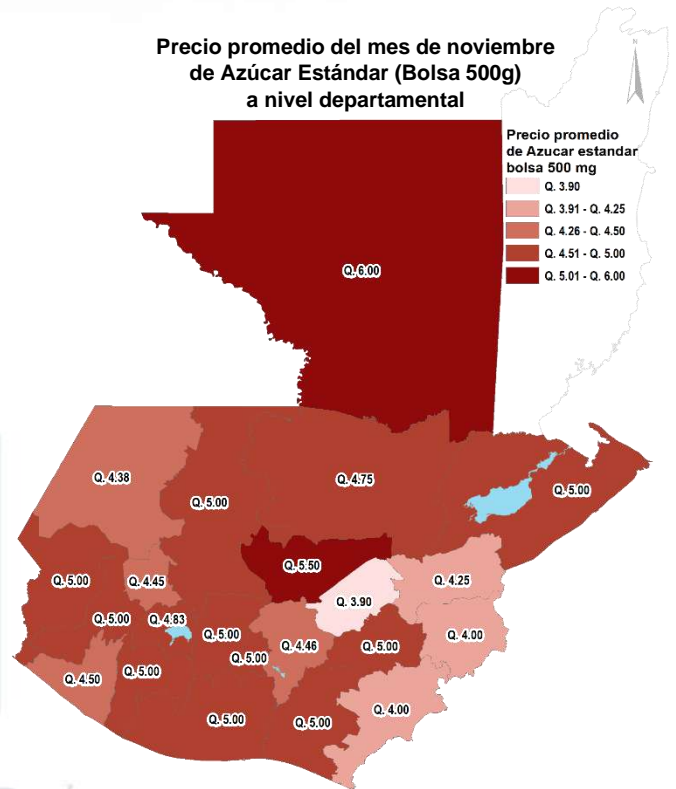 Precio promedio del mes de noviembre
de Azúcar Estándar (Bolsa 500g)
a nivel departamental
N
Precio promedio
de Azucar estandar
bolsa 500 mg
Q. 3.90
Q. 3.91 - Q. 4.25
Q. 4.26 - Q. 4.50
Q. 4.51 - Q. 5.00
Q. 5.01 - Q. 6.00
Q. 6.00
Q. 4.38
Q. 5.00
Q. 4.75
Q. 5.00
Q. 5.50
Q. 5.00
Q. 4.45
Q. 4.25
Q. 3.90
Q. 5.00
Q. 4.83
Q. 5.00
Q. 4.46
Q. 5.00
Q. 4.00
Q. 5.00
Q. 5.00
Q. 4.50
Q. 4.00
Q. 5.00
Q. 5.00